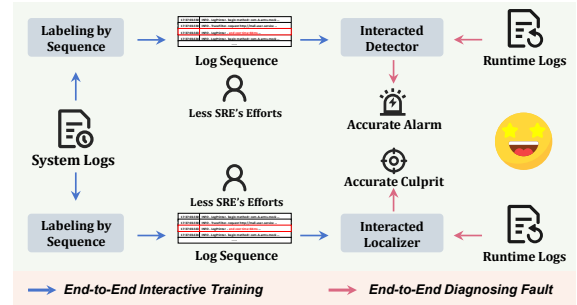 Labeling by
Sequence
Log Sequence
Less SRE's Efforts
Interacted
Detector
Runtime Logs
Accurate Alarm
System Logs
Accurate Culprit
Less SRE's Efforts
Labeling by
Sequence
Log Sequence
Interacted
Localizer
Runtime Logs
End-to-End Interactive Training
End-to-End Diagnosing Fault